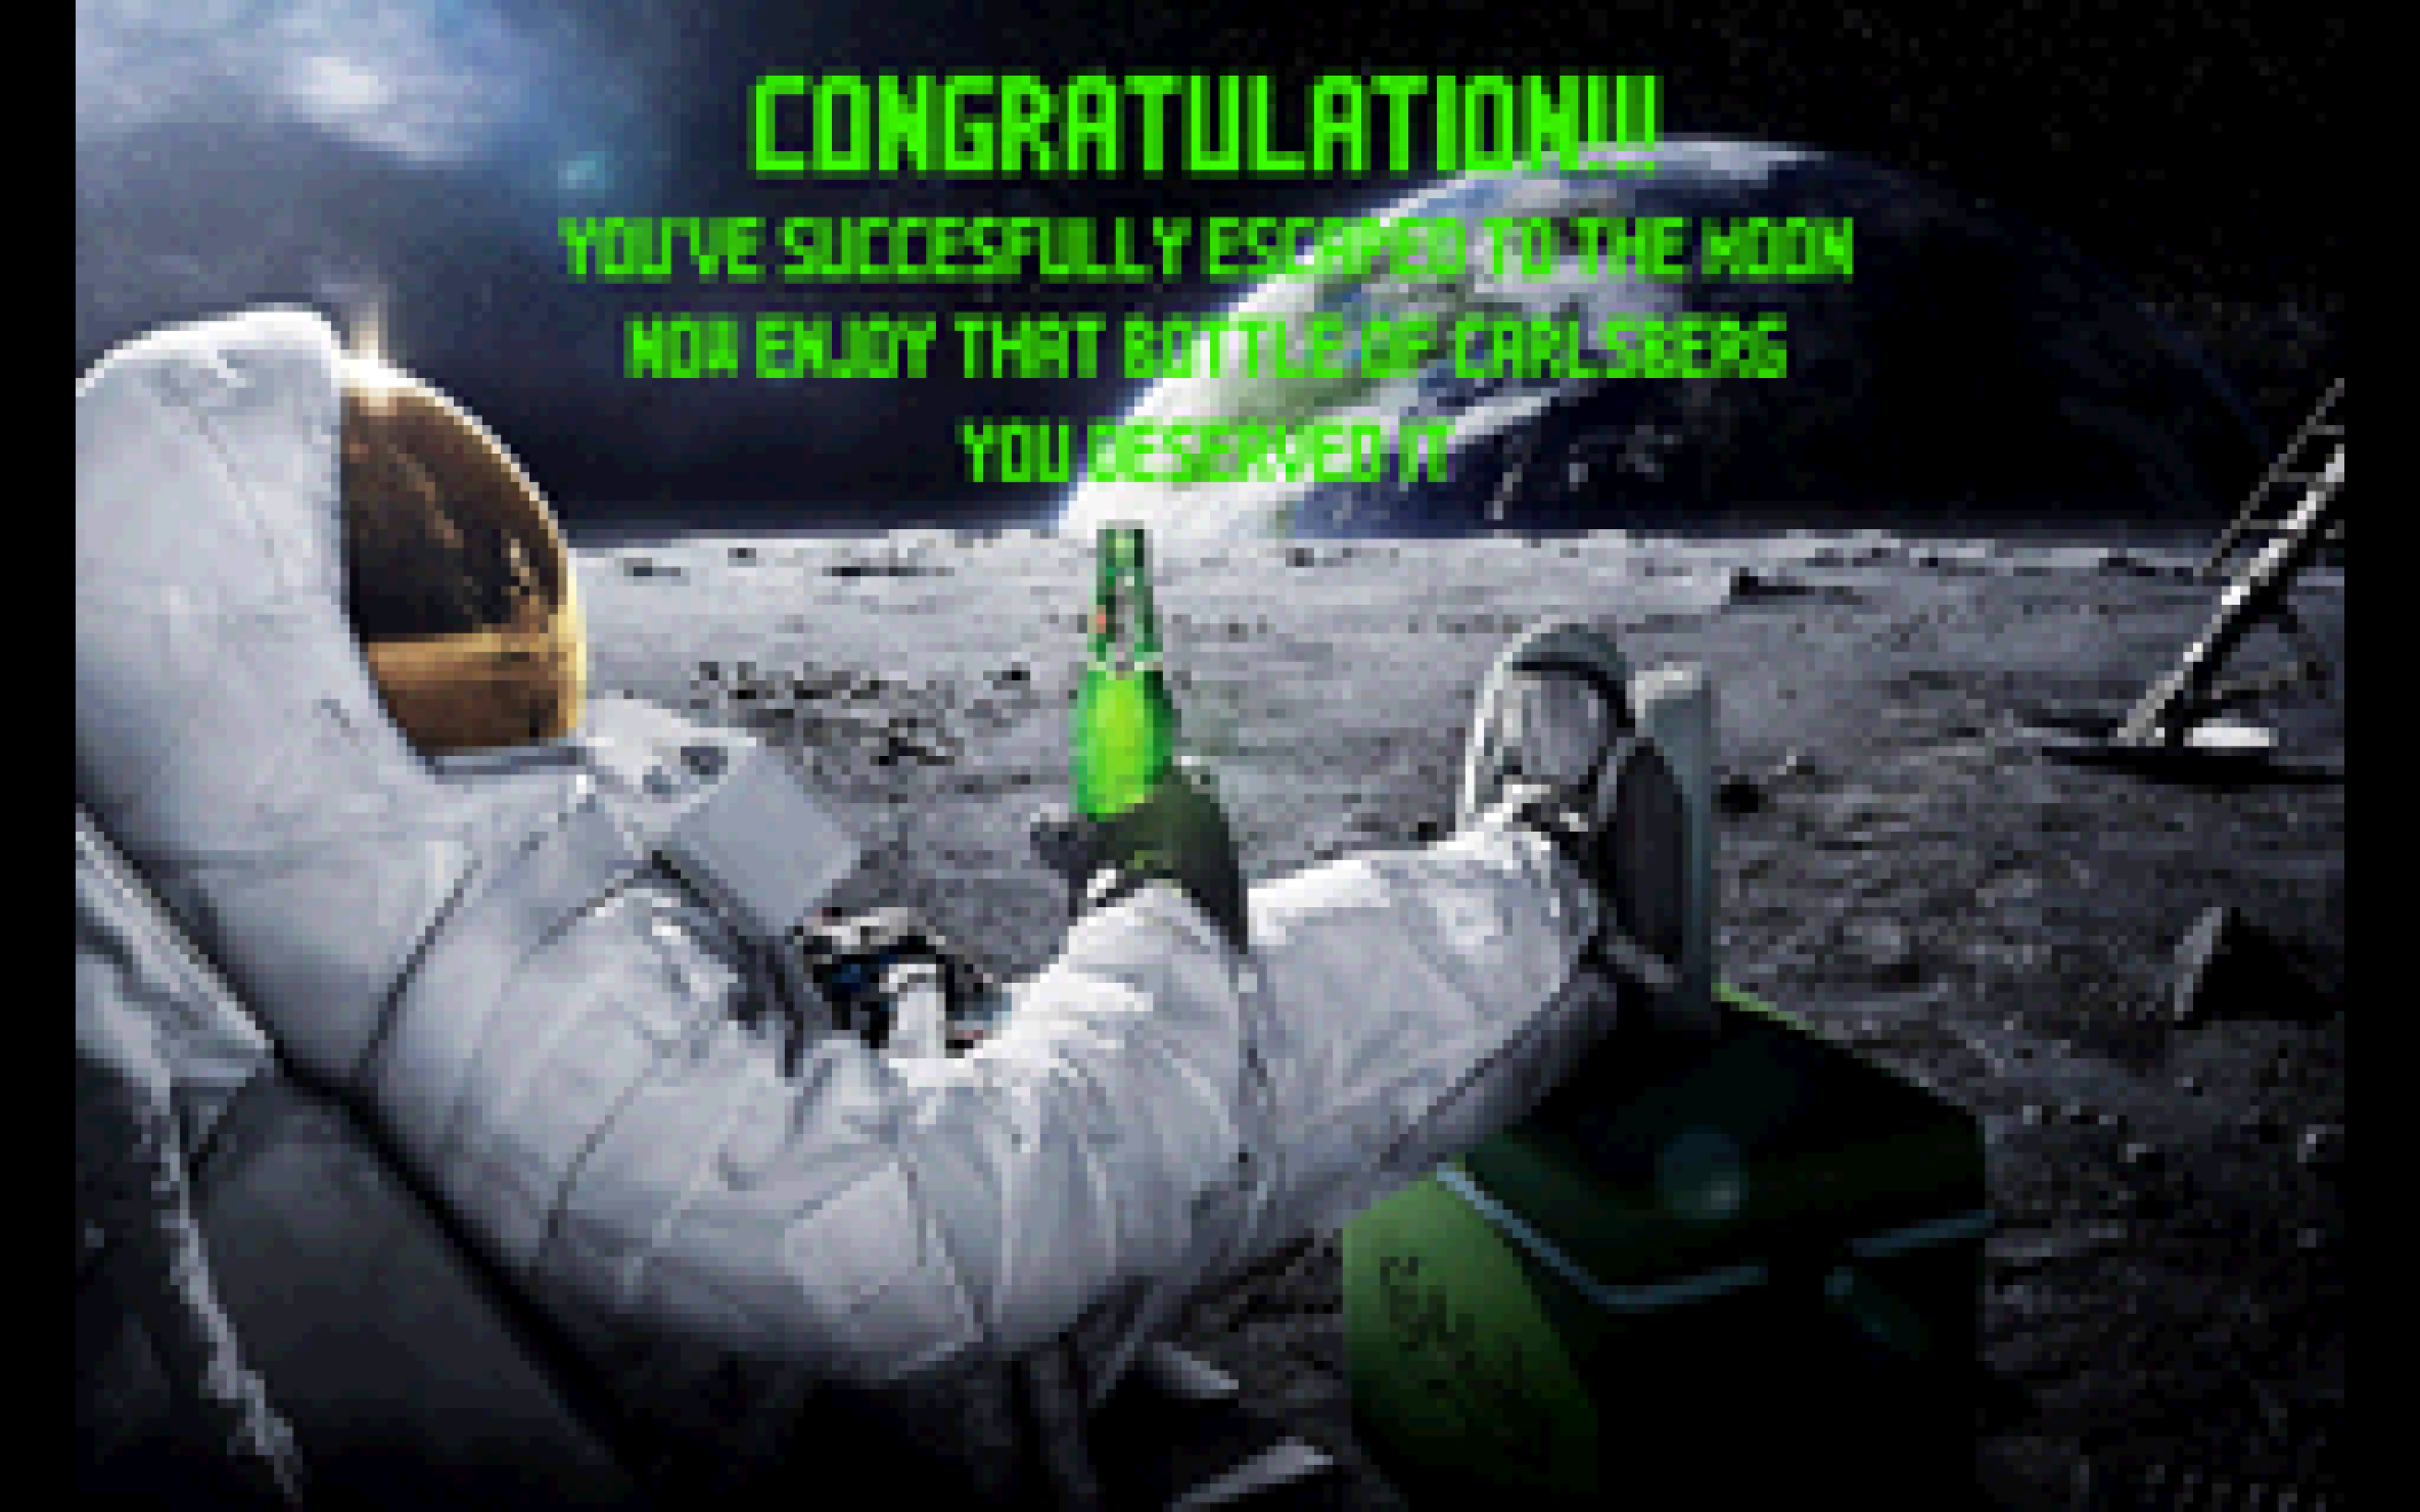 CONGRATULATION!!!
YOU'VE SUCCESFULLY ESCAPED TO THE MOON
NOW ENJOY THAT BOTTLE OF CARLSBERG
YOU DESERVED IT